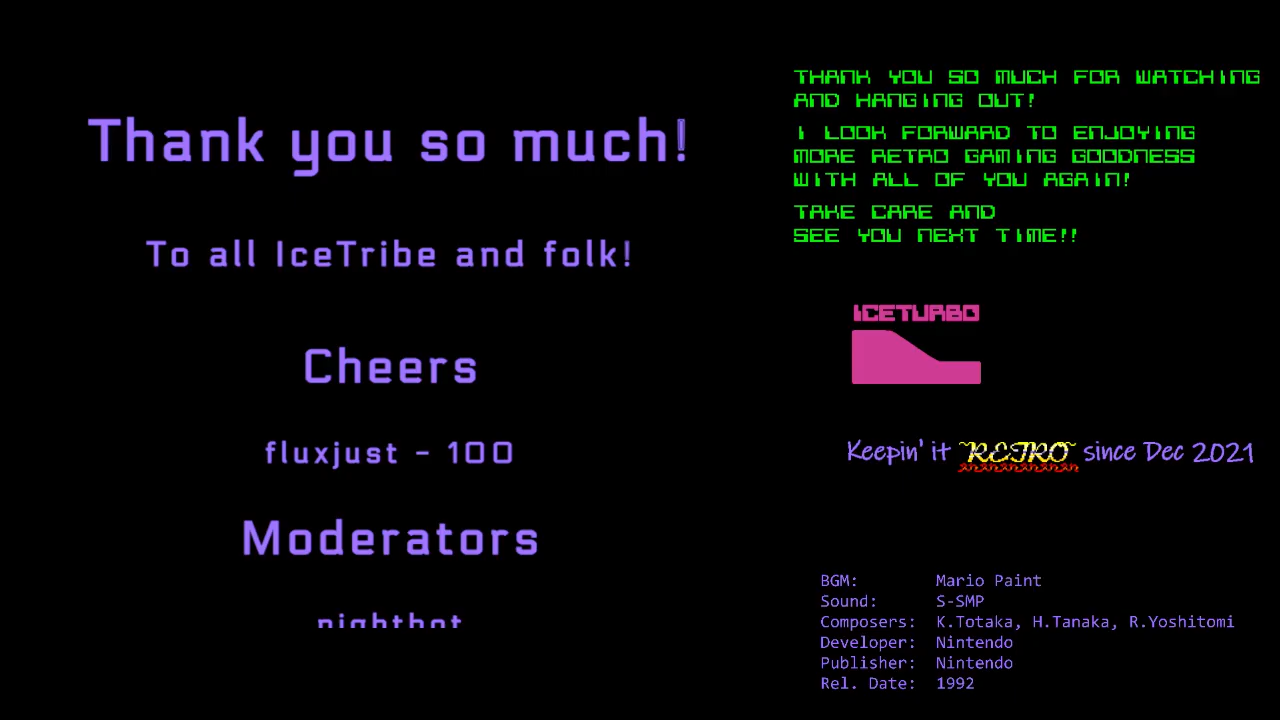 Thank you so much!
To all IceTribe and folk!
Cheers
fluxjust - 100
Moderators
nightbot
THANK YOU SO MUCH FOR WATCHING
AND HANGING OUT!
I LOOK FORWARD TO ENJOYING
MORE RETRO GAMING GOODNESS
WITH ALL OF YOU AGAIN!
TAKE CARE AND
SEE YOU NEXT TIME!!
ICETURBO
Keepin' it ~RETRO~ since Dec 2021
BGM: Mario Paint
Sound: S-SMP
Composers: K.Totaka, H.Tanaka, R.Yoshitomi
Developer: Nintendo
Publisher: Nintendo
Rel. Date: 1992